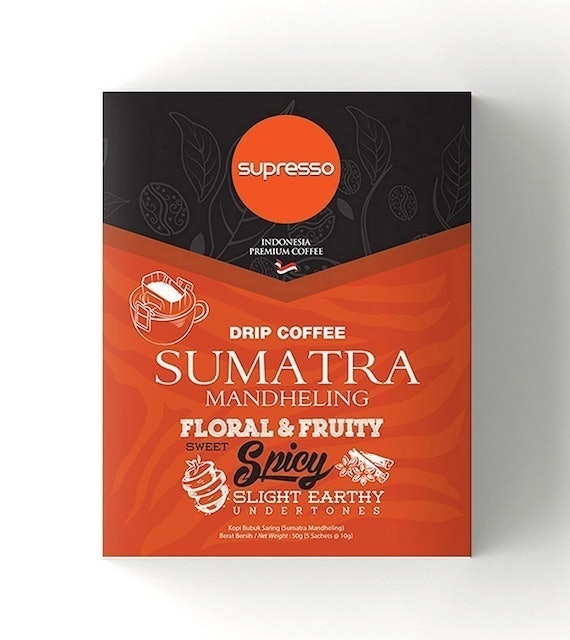 supresso
INDONESIA
PREMIUM COFFEE
DRIP COFFEE
SUMATRA
MANDHELING
FLORAL & FRUITY
SWEET
Spicy
SLIGHT EARTHY
UNDERTONES
Kopi Bubuk Saring (Sumatra Mandheling)
Berat Bersih / Net Weight : 50g (5 Sachets @ 10g)